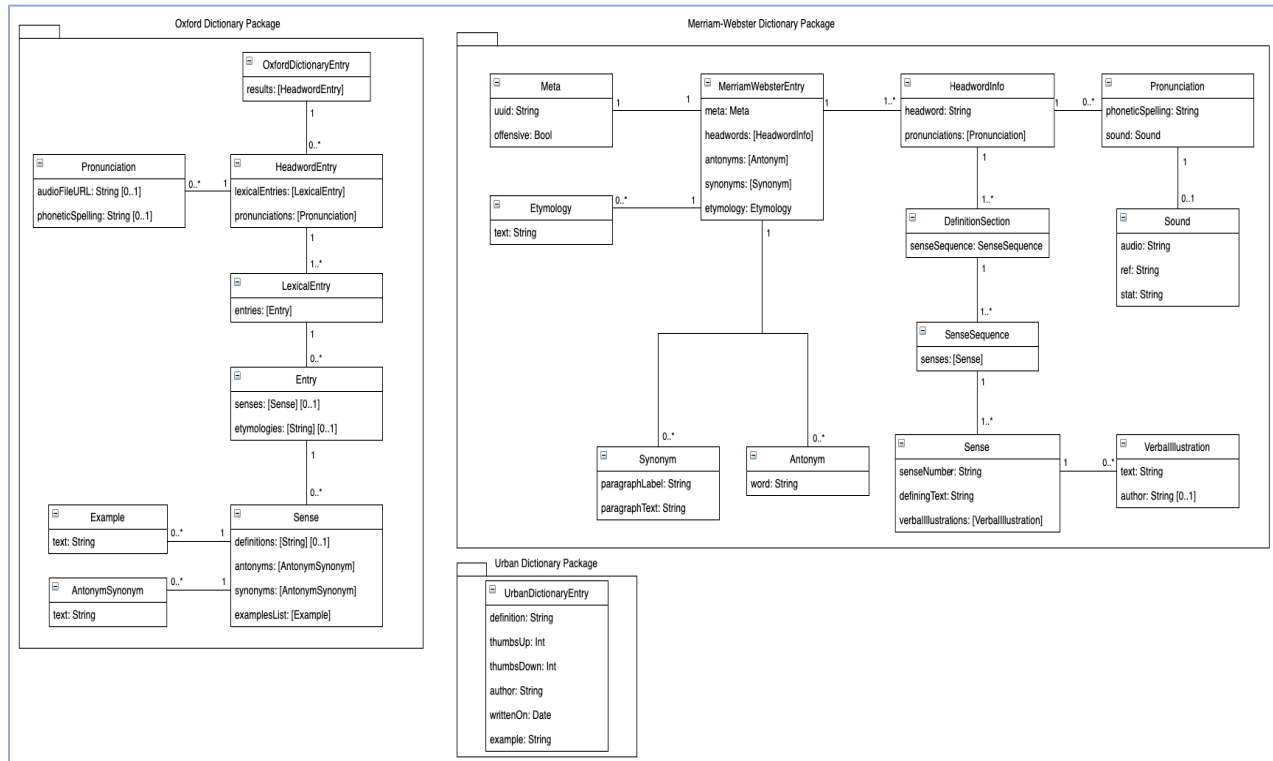 Oxford Dictionary Package
OxfordDictionaryEntry
results: [HeadwordEntry]
1
0..*
Pronunciation
audioFileURL: String [0..1]
phoneticSpelling: String [0..1]
0..*
1
HeadwordEntry
lexicalEntries: [LexicalEntry]
pronunciations: [Pronunciation]
1
1..*
LexicalEntry
entries: [Entry]
1
0..*
Entry
senses: [Sense] [0..1]
etymologies: [String] [0..1]
1
0..*
Example
text: String
0..*
1
AntonymSynonym
text: String
0..*
1
Sense
definitions: [String] [0..1]
antonyms: [AntonymSynonym]
synonyms: [AntonymSynonym]
examplesList: [Example]
Merriam-Webster Dictionary Package
Meta
uuid: String
offensive: Bool
1
1
MerriamWebsterEntry
meta: Meta
headwords: [HeadwordInfo]
antonyms: [Antonym]
synonyms: [Synonym]
etymology: Etymology
1
1..*
HeadwordInfo
headword: String
pronunciations: [Pronunciation]
1
0..*
Pronunciation
phoneticSpelling: String
sound: Sound
Etymology
text: String
0..*
1
1
1
1..*
1
0..1
DefinitionSection
senseSequence: SenseSequence
Sound
audio: String
ref: String
stat: String
1
1..*
SenseSequence
senses: [Sense]
1
1..*
0..*
0..*
Synonym
paragraphLabel: String
paragraphText: String
Antonym
word: String
Sense
senseNumber: String
definingText: String
verbalIllustrations: [VerbalIllustration]
1
0..*
VerbalIllustration
text: String
author: String [0..1]
Urban Dictionary Package
UrbanDictionaryEntry
definition: String
thumbsUp: Int
thumbsDown: Int
author: String
writtenOn: Date
example: String